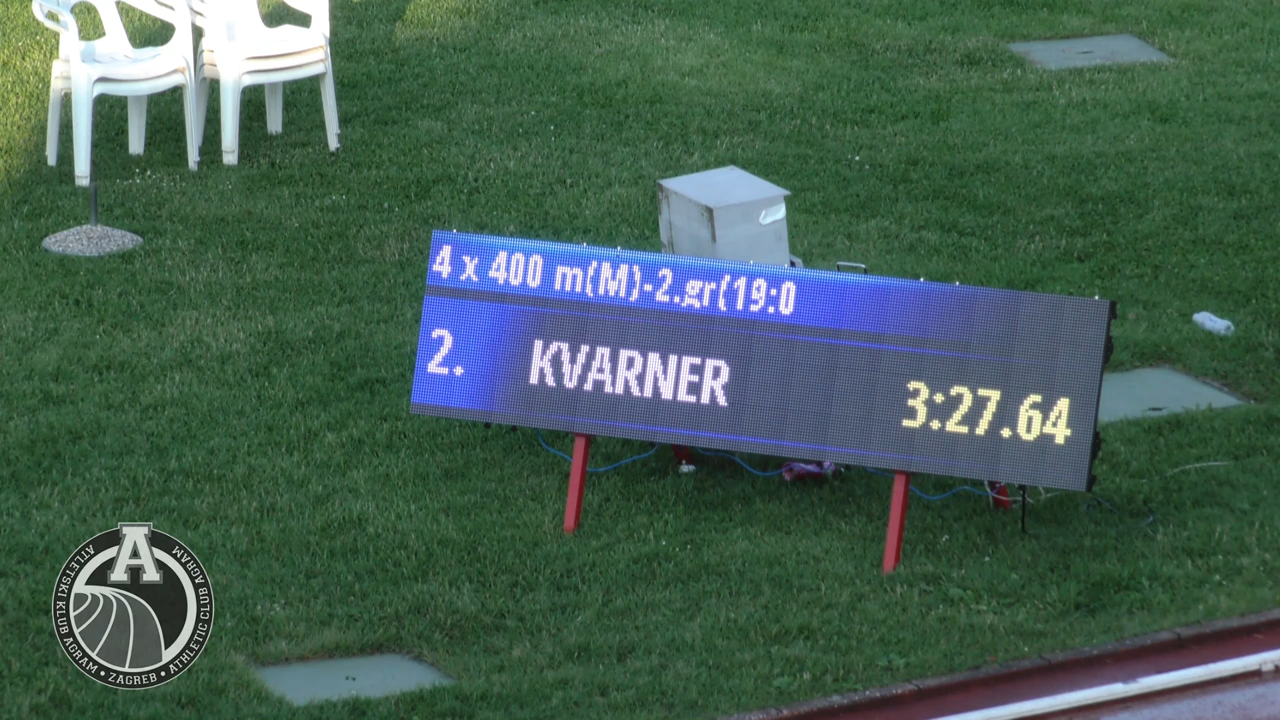 4 x 400 m(M)-2.gr(19:0
2. KVARNER 3:27.64
A
ATLETSKI KLUB AGRAM • ZAGREB • ATHLETIC CLUB AGRAM